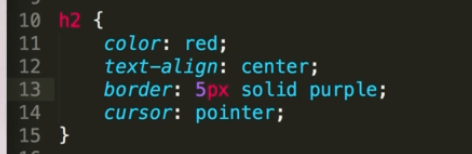 10 h2 {
11     color: red;
12     text-align: center;
13     border: 5px solid purple;
14     cursor: pointer;
15 }